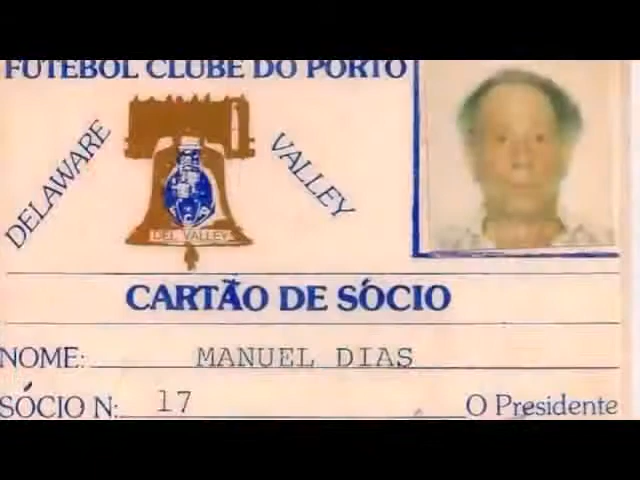 FUTEBOL CLUBE DO PORTO
DELAWARE VALLEY
DEL. VALLEY
CARTÃO DE SÓCIO
NOME: MANUEL DIAS
SÓCIO N: 17 O Presidente